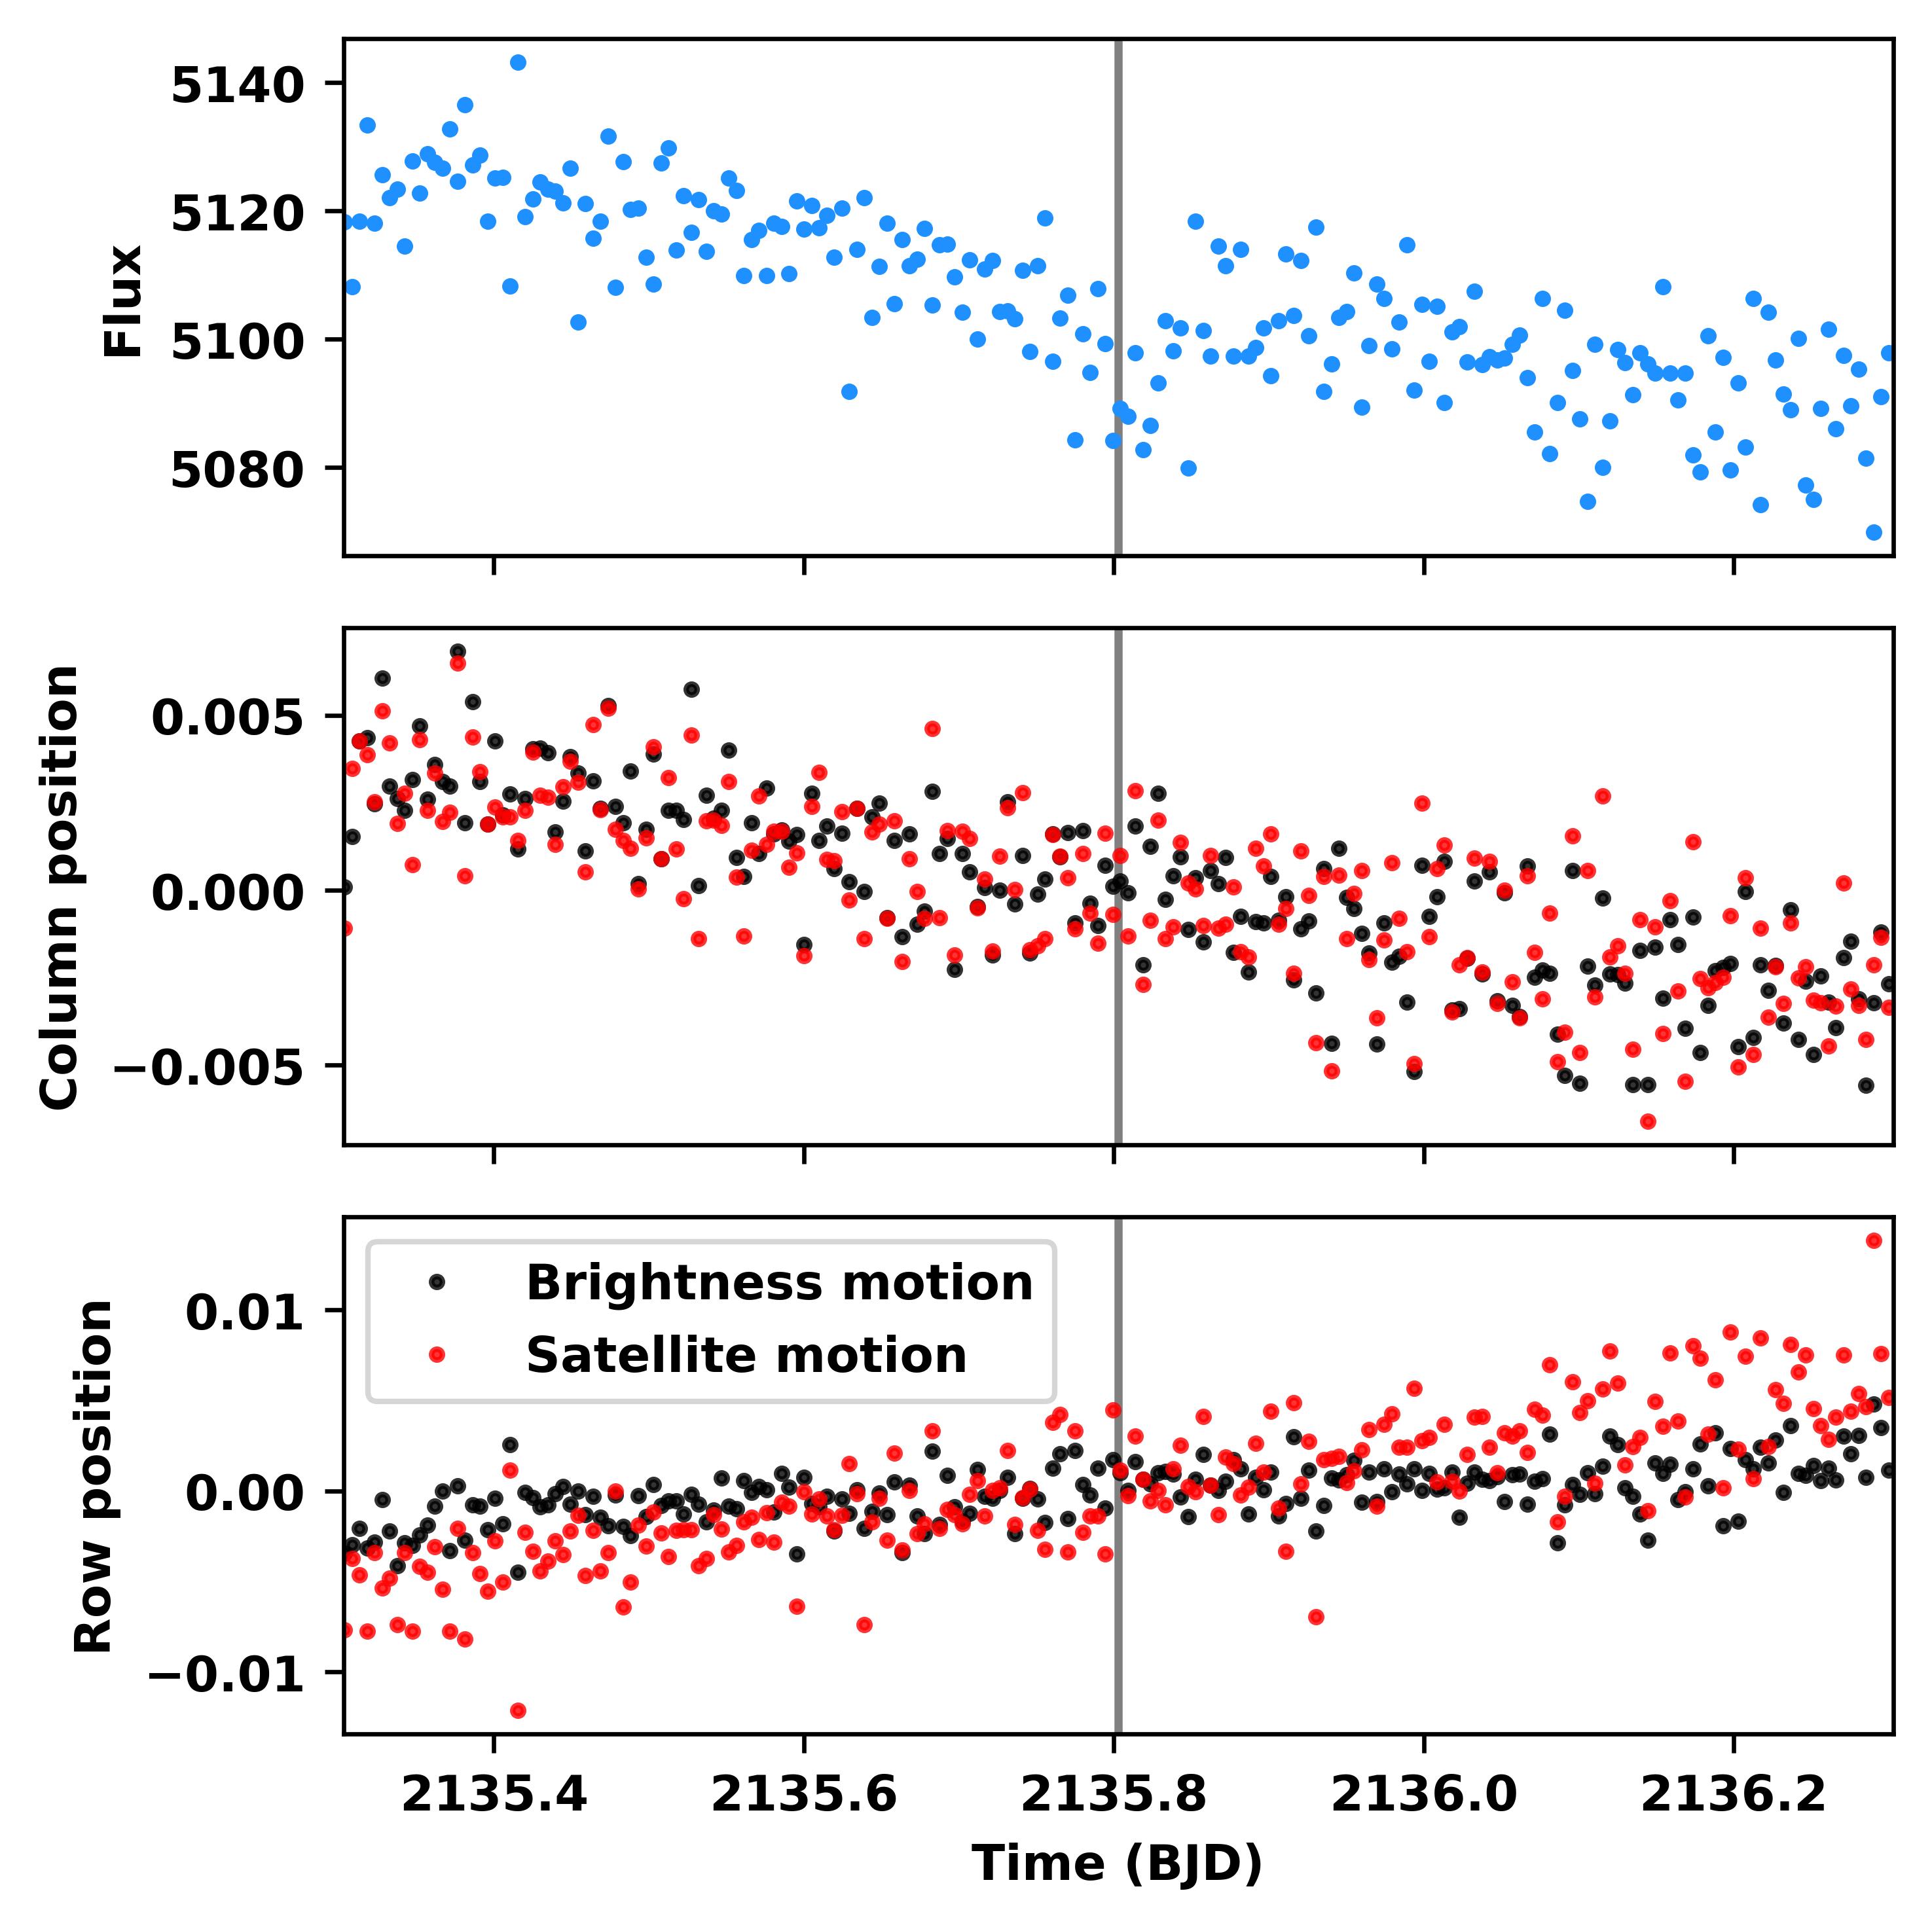 5140
5120
5100
5080
Flux
0.005
0.000
−0.005
Column position
Brightness motion
Satellite motion
0.01
0.00
−0.01
Row position
2135.4 2135.6 2135.8 2136.0 2136.2
Time (BJD)